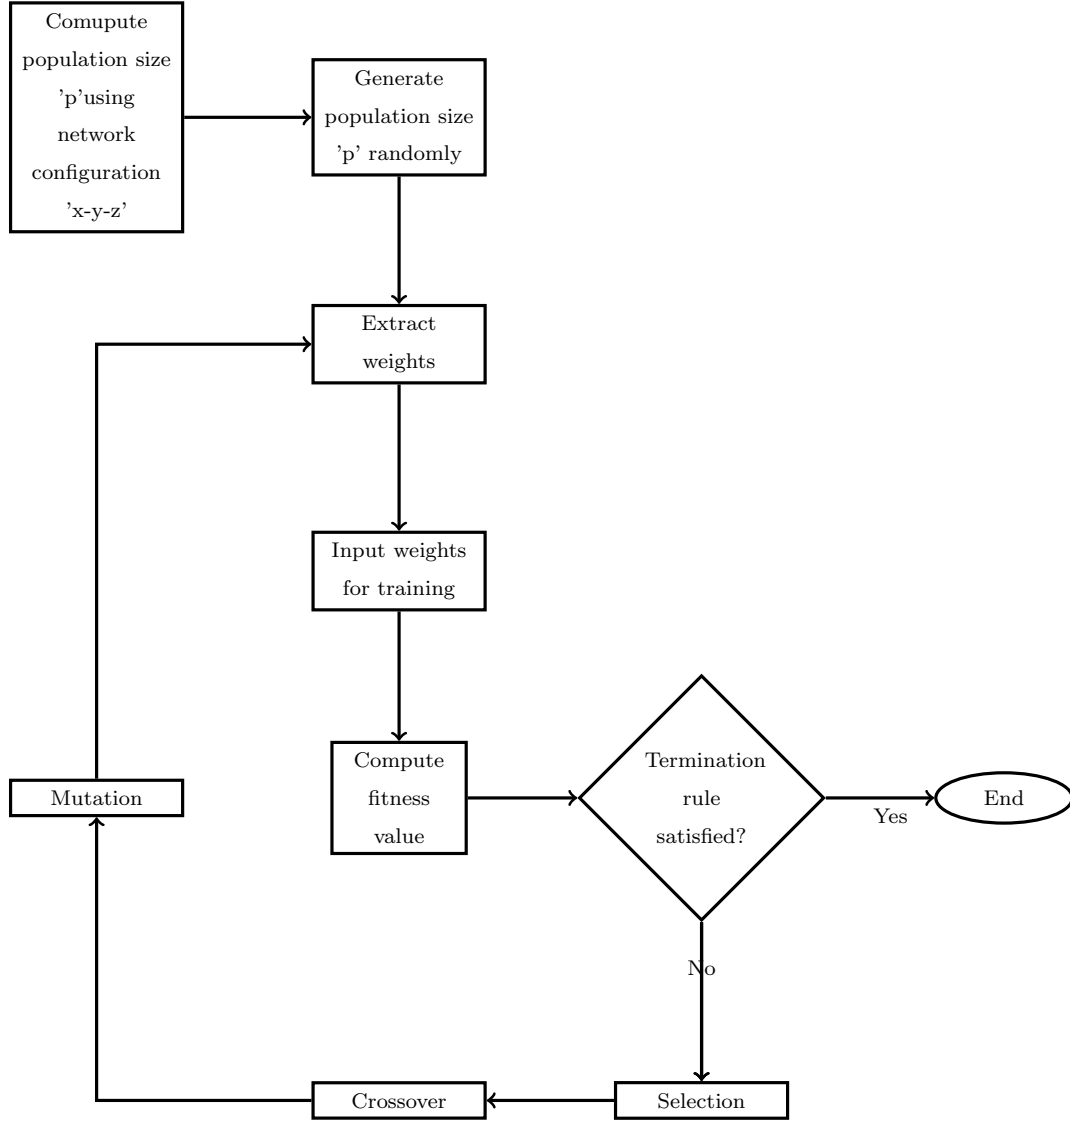 Comupute
population size
'p'using
network
configuration
'x-y-z'
Generate
population size
'p' randomly
Extract
weights
Input weights
for training
Compute
fitness
value
Termination
rule
satisfied?
Yes
End
No
Selection
Crossover
Mutation